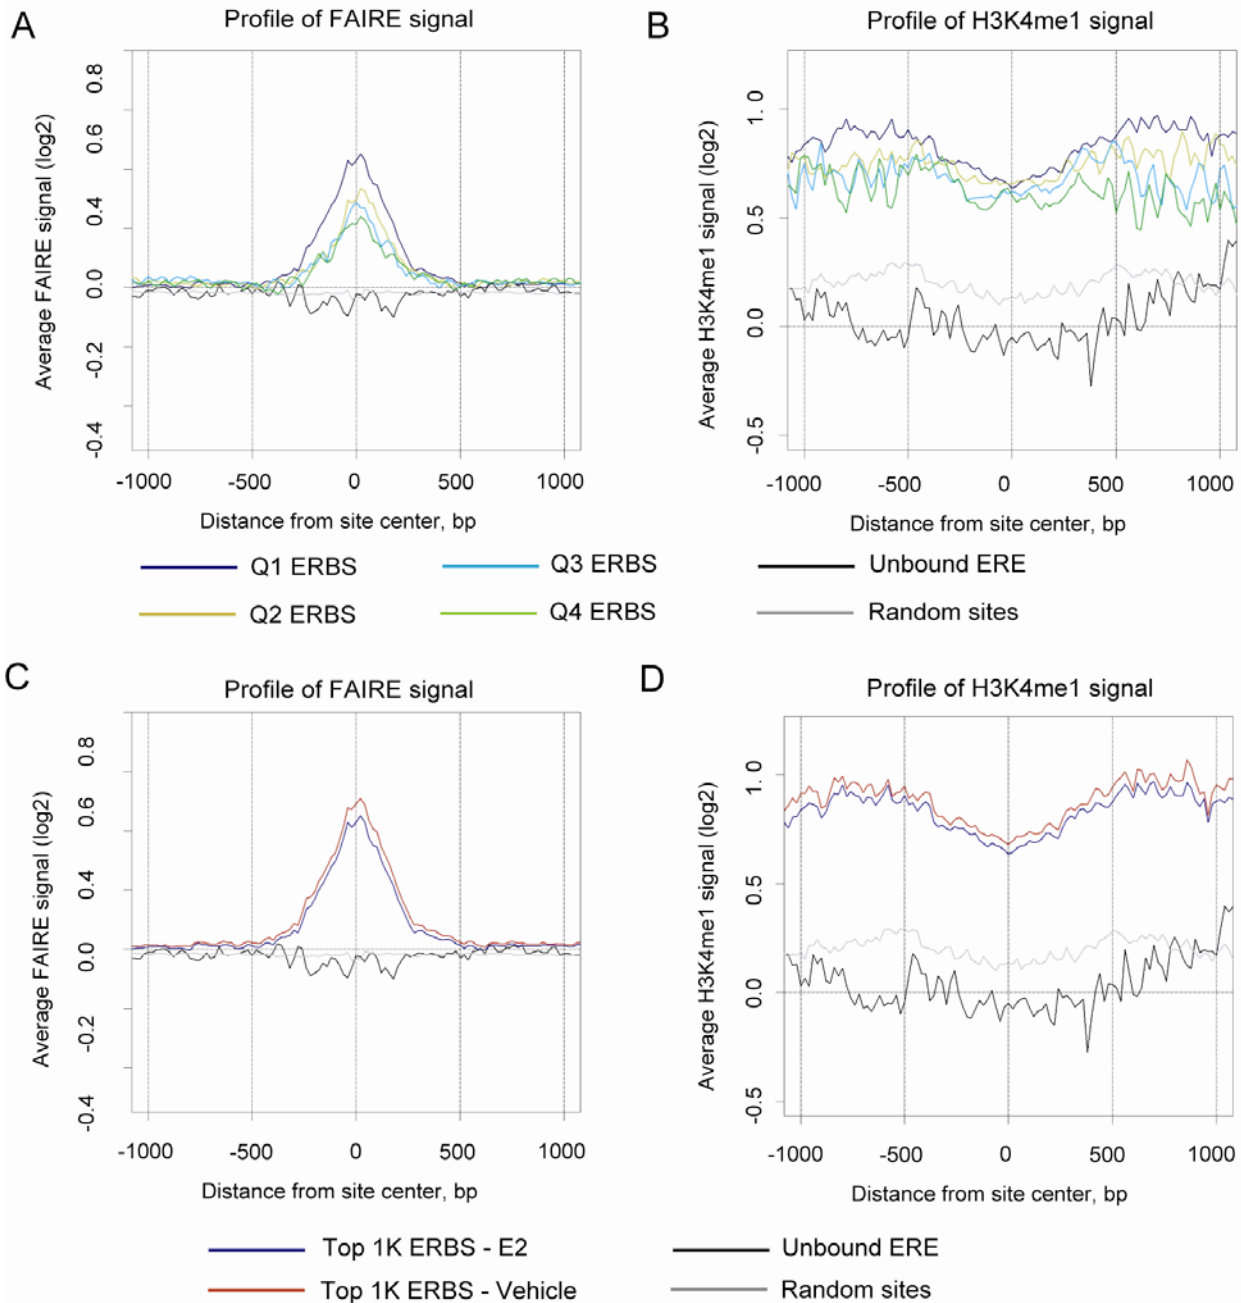 A
Profile of FAIRE signal
Average FAIRE signal (log2)
0.8
0.6
0.4
0.0
-0.2
-0.4
-1000 -500 0 500 1000
Distance from site center, bp
B
Profile of H3K4me1 signal
Average H3K4me1 signal (log2)
1. 0
0.5
0.0
-0.5
-1000 -500 0 500 1000
Distance from site center, bp
Q1 ERBS Q3 ERBS Unbound ERE
Q2 ERBS Q4 ERBS Random sites
C
Profile of FAIRE signal
Average FAIRE signal (log2)
0.8
0.6
0.4
0.0
-0.2
-0.4
-1000 -500 0 500 1000
Distance from site center, bp
D
Profile of H3K4me1 signal
Average H3K4me1 signal (log2)
1. 0
0.5
0.0
-0.5
-1000 -500 0 500 1000
Distance from site center, bp
Top 1K ERBS - E2 Unbound ERE
Top 1K ERBS - Vehicle Random sites